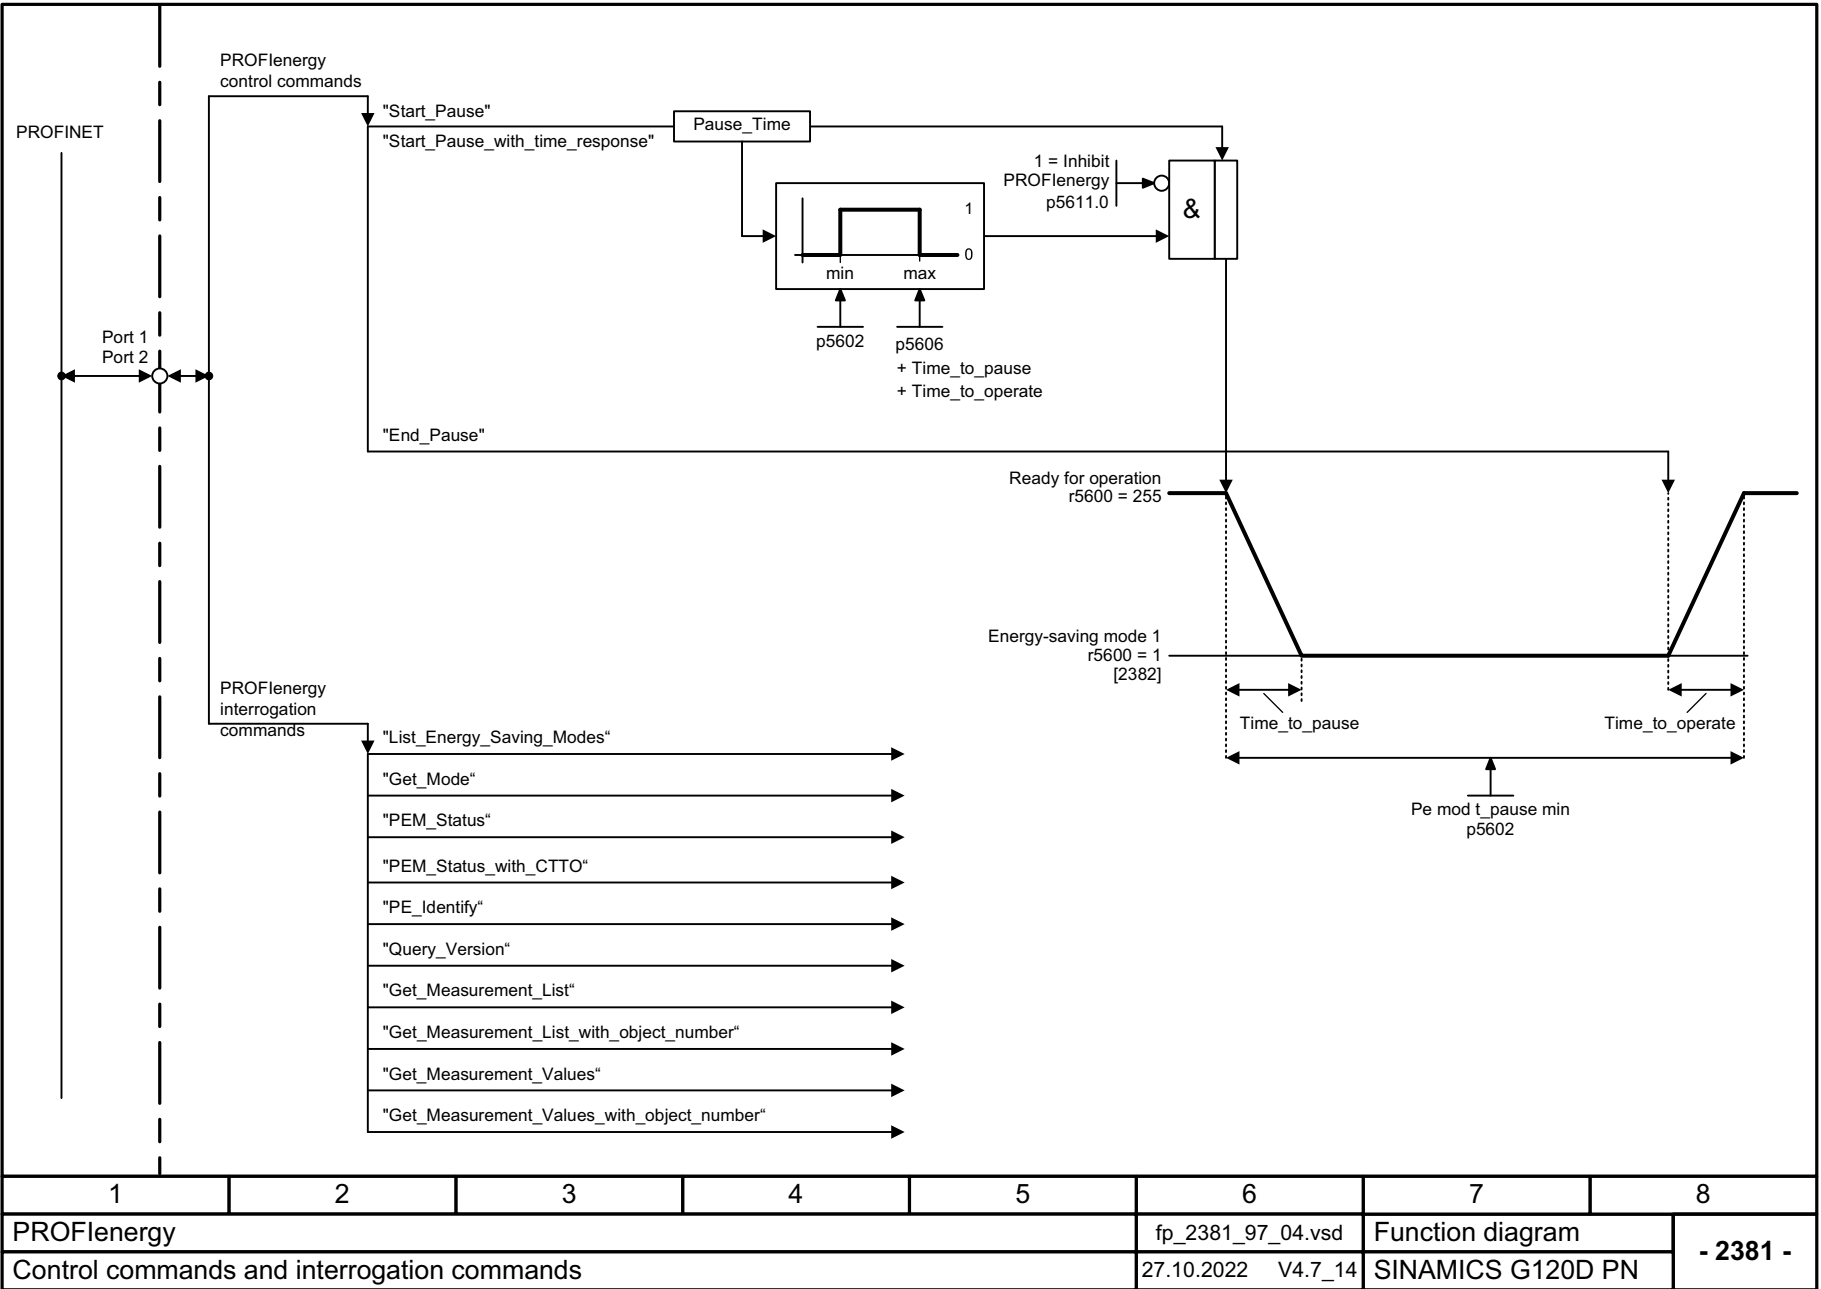 PROFINET
Port 1
Port 2
PROFIenergy
control commands
"Start_Pause"
"Start_Pause_with_time_response"
Pause_Time
1 = Inhibit
PROFIenergy
p5611.0
&
1
0
min
max
p5602
p5606
+ Time_to_pause
+ Time_to_operate
"End_Pause"
Ready for operation
r5600 = 255
Energy-saving mode 1
r5600 = 1
[2382]
Time_to_pause
Time_to_operate
Pe mod t_pause min
p5602
PROFIenergy
interrogation
commands
"List_Energy_Saving_Modes“
"Get_Mode“
"PEM_Status“
"PEM_Status_with_CTTO“
"PE_Identify“
"Query_Version“
"Get_Measurement_List“
"Get_Measurement_List_with_object_number“
"Get_Measurement_Values“
"Get_Measurement_Values_with_object_number“
1 2 3 4 5 6 7 8
PROFIenergy
fp_2381_97_04.vsd
Function diagram
- 2381 -
Control commands and interrogation commands
27.10.2022 V4.7_14
SINAMICS G120D PN